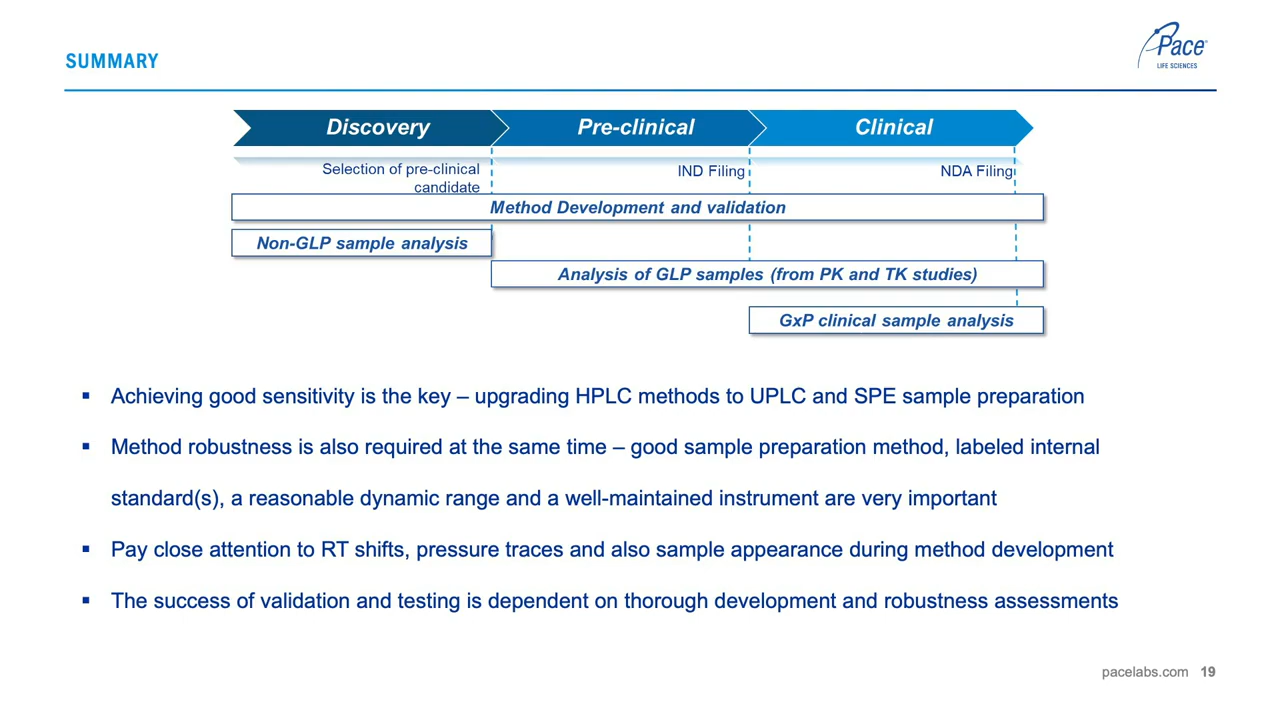 SUMMARY
Pace®
LIFE SCIENCES
Discovery
Pre-clinical
Clinical
Selection of pre-clinical
candidate
IND Filing
NDA Filing
Method Development and validation
Non-GLP sample analysis
Analysis of GLP samples (from PK and TK studies)
GxP clinical sample analysis
▪ Achieving good sensitivity is the key – upgrading HPLC methods to UPLC and SPE sample preparation
▪ Method robustness is also required at the same time – good sample preparation method, labeled internal
standard(s), a reasonable dynamic range and a well-maintained instrument are very important
▪ Pay close attention to RT shifts, pressure traces and also sample appearance during method development
▪ The success of validation and testing is dependent on thorough development and robustness assessments
pacelabs.com 19